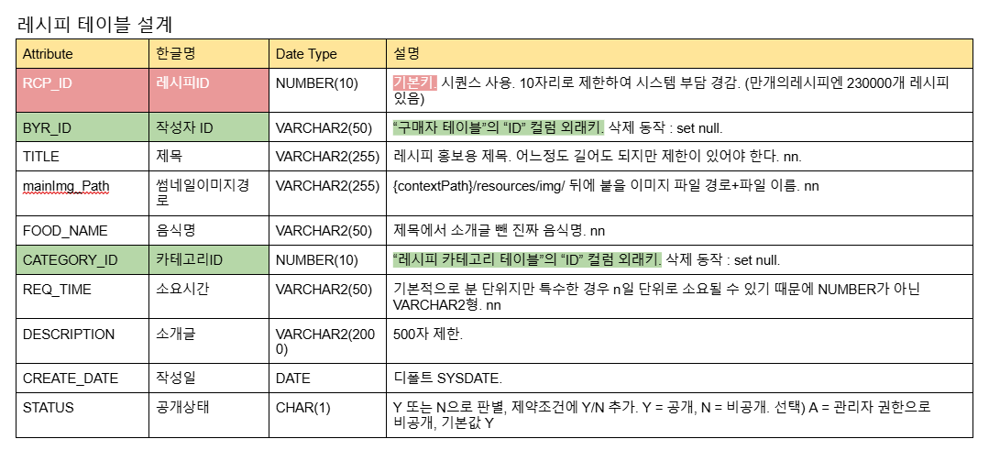 레시피 테이블 설계
Attribute 한글명 Date Type 설명
RCP_ID 레시피ID NUMBER(10) 기본키. 시퀀스 사용. 10자리로 제한하여 시스템 부담 경감. (만개의레시피엔 230000개 레시피
있음)
BYR_ID 작성자 ID VARCHAR2(50) “구매자 테이블”의 “ID” 컬럼 외래키. 삭제 동작 : set null.
TITLE 제목 VARCHAR2(255) 레시피 홍보용 제목. 어느정도 길어도 되지만 제한이 있어야 한다. nn.
mainImg_Path 썸네일이미지경 VARCHAR2(255) {contextPath}/resources/img/ 뒤에 붙을 이미지 파일 경로+파일 이름. nn
로
FOOD_NAME 음식명 VARCHAR2(50) 제목에서 소개글 뺀 진짜 음식명. nn
CATEGORY_ID 카테고리ID NUMBER(10) “레시피 카테고리 테이블”의 “ID” 컬럼 외래키. 삭제 동작 : set null.
REQ_TIME 소요시간 VARCHAR2(50) 기본적으로 분 단위지만 특수한 경우 n일 단위로 소요될 수 있기 때문에 NUMBER가 아닌
VARCHAR2형. nn
DESCRIPTION 소개글 VARCHAR2(200 500자 제한.
0)
CREATE_DATE 작성일 DATE 디폴트 SYSDATE.
STATUS 공개상태 CHAR(1) Y 또는 N으로 판별, 제약조건에 Y/N 추가. Y = 공개, N = 비공개. 선택) A = 관리자 권한으로
비공개, 기본값 Y